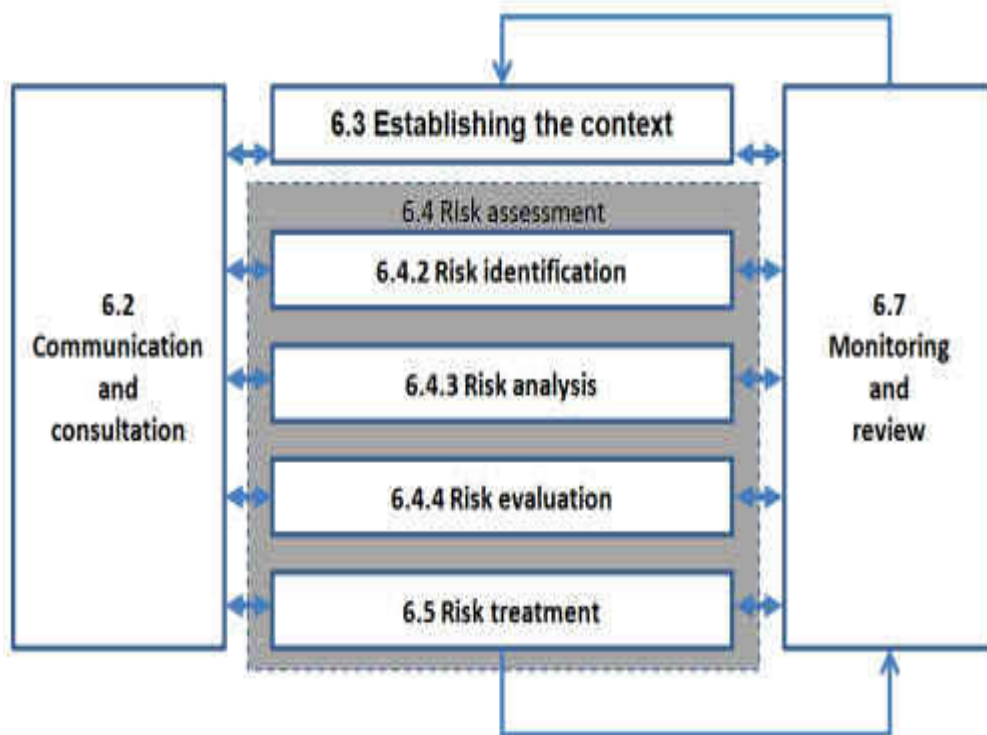 6.3 Establishing the context
6.4 Risk assessment
6.4.2 Risk identification
6.2
Communication
and
consultation
6.7
Monitoring
and
review
6.4.3 Risk analysis
6.4.4 Risk evaluation
6.5 Risk treatment